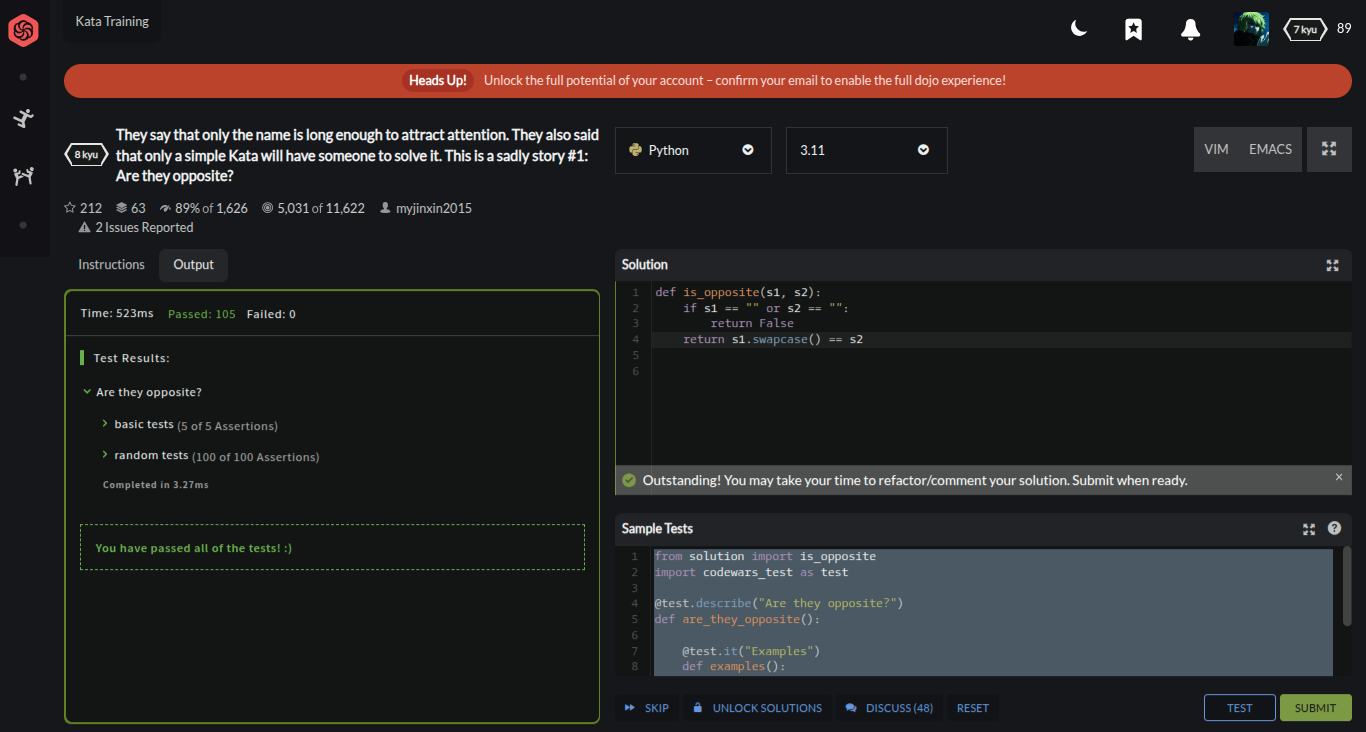 Kata Training
7 kyu 89
Heads Up! Unlock the full potential of your account – confirm your email to enable the full dojo experience!
8 kyu
They say that only the name is long enough to attract attention. They also said
that only a simple Kata will have someone to solve it. This is a sadly story #1:
Are they opposite?
212 63 89% of 1,626 5,031 of 11,622 myjinxin2015
2 Issues Reported
Python 3.11 VIM EMACS
Instructions Output
Time: 523ms Passed: 105 Failed: 0
Test Results:
Are they opposite?
basic tests (5 of 5 Assertions)
random tests (100 of 100 Assertions)
Completed in 3.27ms
You have passed all of the tests! :)
Solution
1 def is_opposite(s1, s2):
2     if s1 == "" or s2 == "":
3         return False
4     return s1.swapcase() == s2
5
6
Outstanding! You may take your time to refactor/comment your solution. Submit when ready. ×
Sample Tests ?
1 from solution import is_opposite
2 import codewars_test as test
3
4 @test.describe("Are they opposite?")
5 def are_they_opposite():
6
7     @test.it("Examples")
8     def examples():
SKIP UNLOCK SOLUTIONS DISCUSS (48) RESET TEST SUBMIT